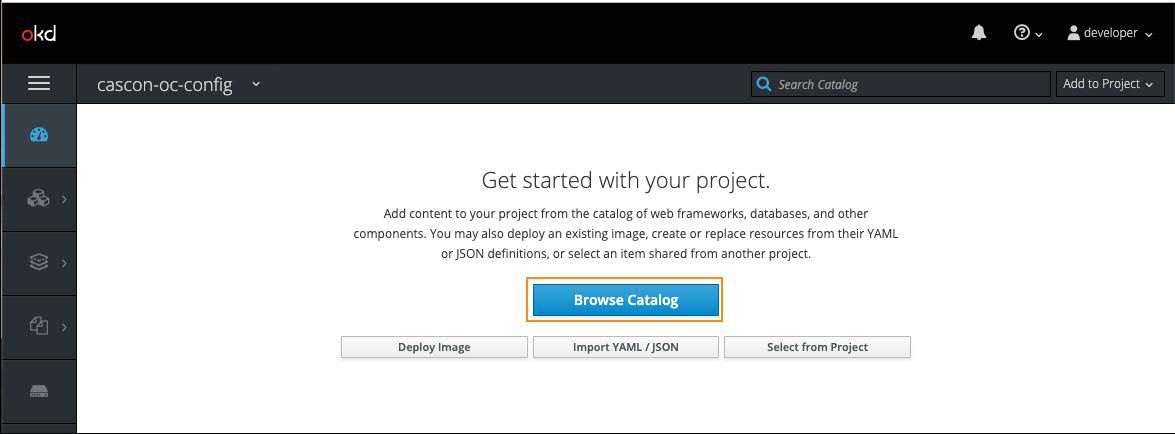 okd
developer
cascon-oc-config
Search Catalog
Add to Project
Get started with your project.
Add content to your project from the catalog of web frameworks, databases, and other
components. You may also deploy an existing image, create or replace resources from their YAML
or JSON definitions, or select an item shared from another project.
Browse Catalog
Deploy Image
Import YAML / JSON
Select from Project